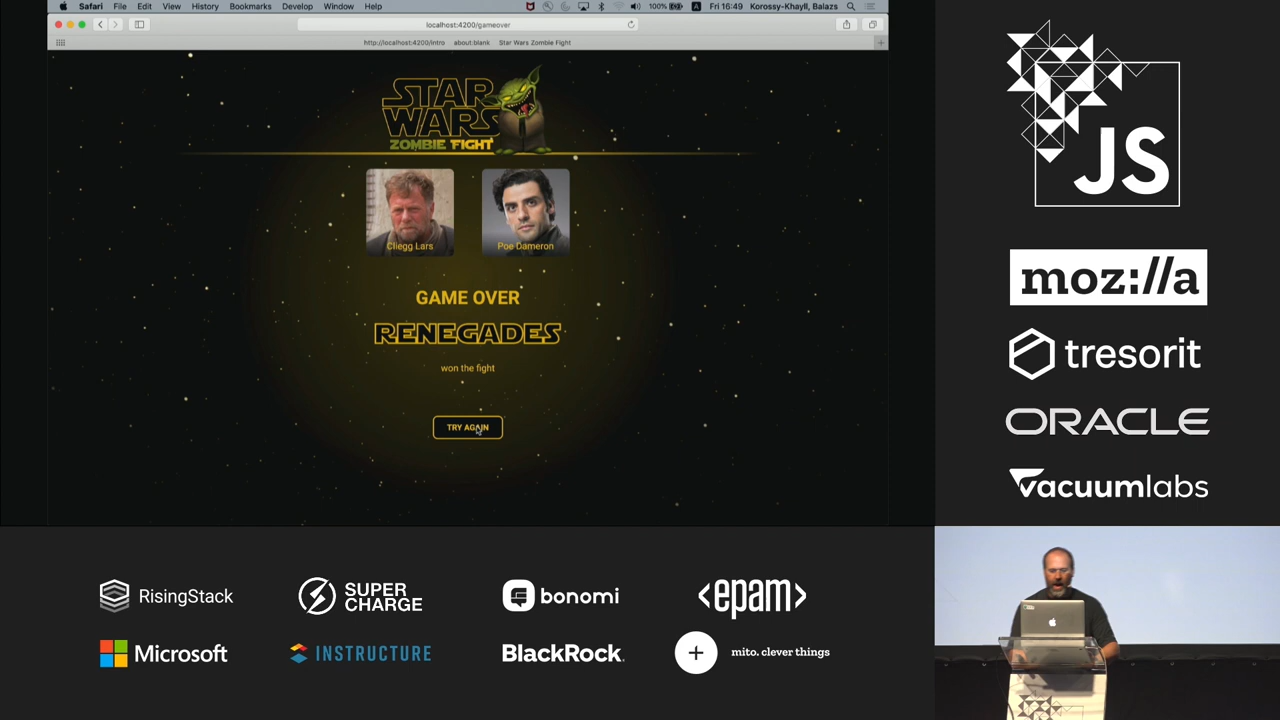 Safari File Edit View History Bookmarks Develop Window Help
100% A Fri 16:49 Korossy-Khayll, Balazs
localhost:4200/gameover
http://localhost:4200/intro about:blank Star Wars Zombie Fight
STAR
WARS
ZOMBIE FIGHT
Cliegg Lars Poe Dameron
GAME OVER
RENEGADES
won the fight
TRY AGAIN
JS
moz://a
tresorit
ORACLE
vacuumlabs
RisingStack
SUPER
CHARGE
bonomi
<epam>
Microsoft
INSTRUCTURE
BlackRock.
mito. clever things